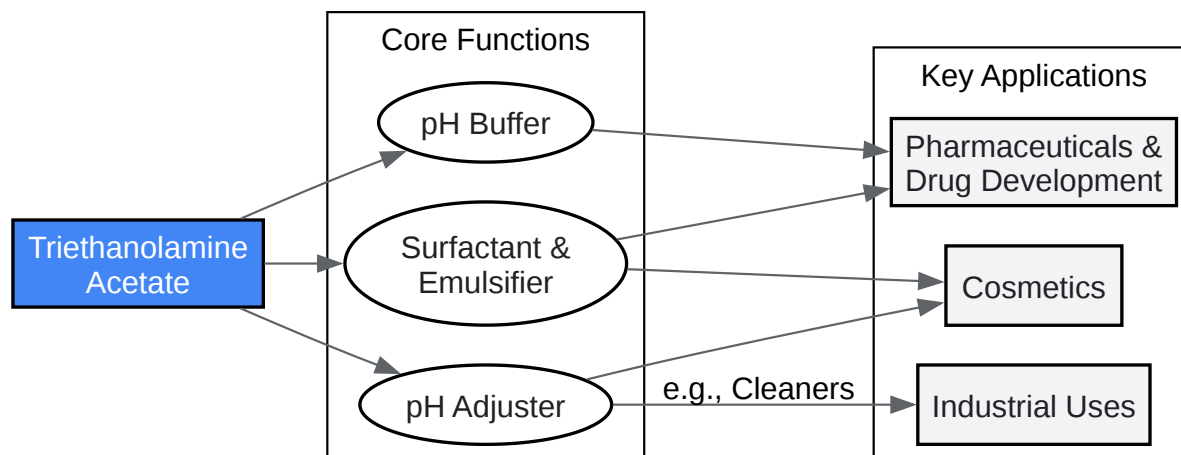 Triethanolamine
Acetate
Core Functions
pH Buffer
Surfactant &
Emulsifier
pH Adjuster
e.g., Cleaners
Key Applications
Pharmaceuticals &
Drug Development
Cosmetics
Industrial Uses